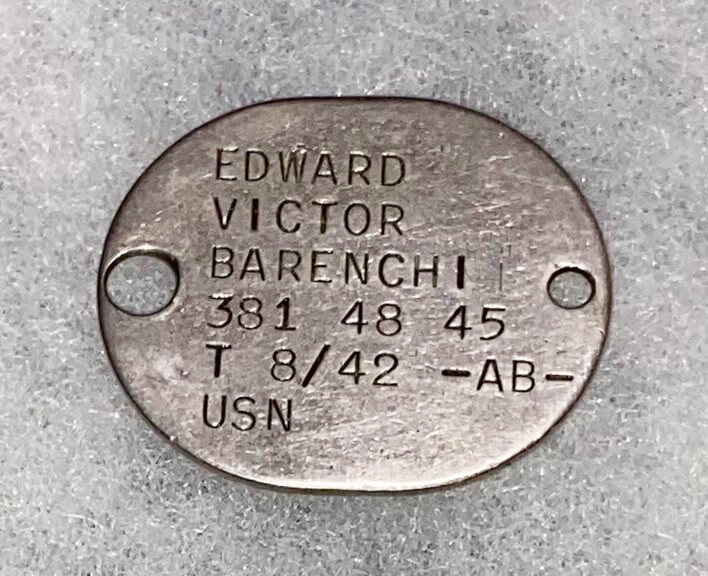 EDWARD
VICTOR
BARENCHI
381 48 45
T 8/42 -AB-
USN